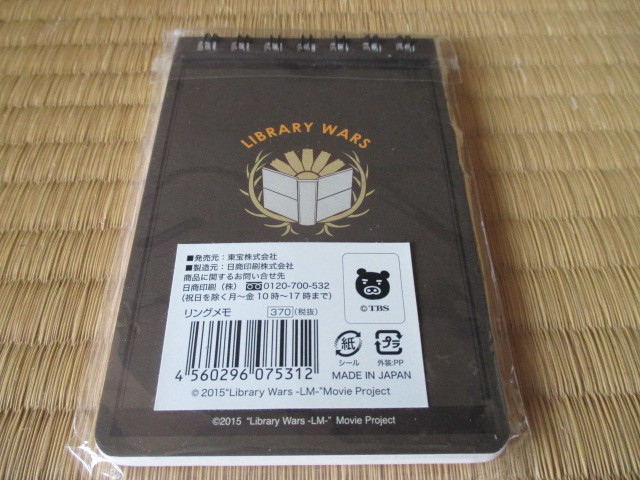 LIBRARY WARS
■発売元：東宝株式会社
■製造元：日商印刷株式会社
商品に関するお問い合せ先
日商印刷（株） 0120-700-532
(祝日を除く月～金 10時～17時まで)
リングメモ 370(税抜)
4 560296 075312
©TBS
紙
シール
プラ
外装:PP
MADE IN JAPAN
©2015"Library Wars -LM-"Movie Project
©2015 "Library Wars -LM-" Movie Project